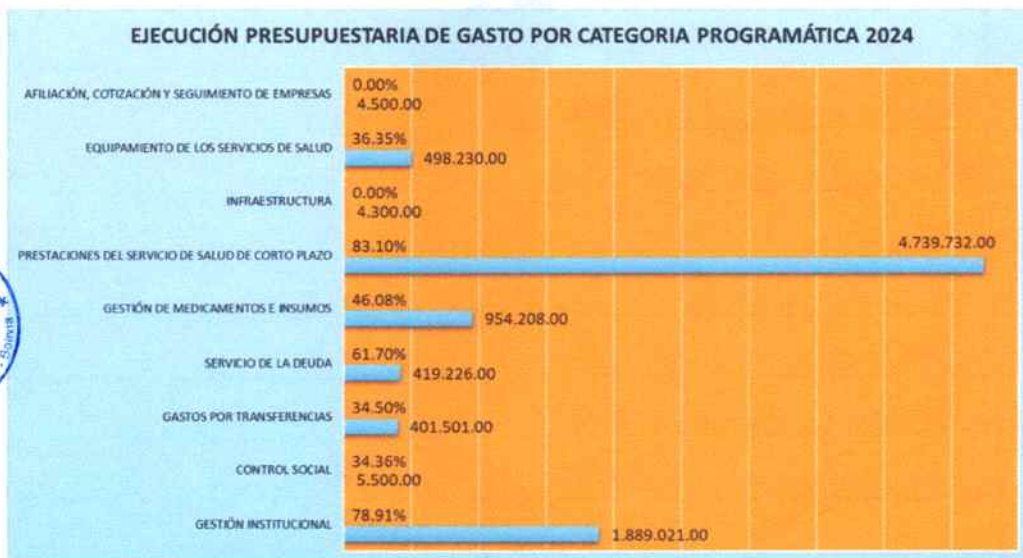 EJECUCIÓN PRESUPUESTARIA DE GASTO POR CATEGORIA PROGRAMÁTICA 2024
AFILIACIÓN, COTIZACIÓN Y SEGUIMIENTO DE EMPRESAS
0.00%
4.500.00
EQUIPAMIENTO DE LOS SERVICIOS DE SALUD
36.35%
498.230.00
INFRAESTRUCTURA
0.00%
4.300.00
PRESTACIONES DEL SERVICIO DE SALUD DE CORTO PLAZO
83.10%
4.739.732.00
GESTIÓN DE MEDICAMENTOS E INSUMOS
46.08%
954.208.00
SERVICIO DE LA DEUDA
61.70%
419.226.00
GASTOS POR TRANSFERENCIAS
34.50%
401.501.00
CONTROL SOCIAL
34.36%
5.500.00
GESTIÓN INSTITUCIONAL
78.91%
1.889.021.00